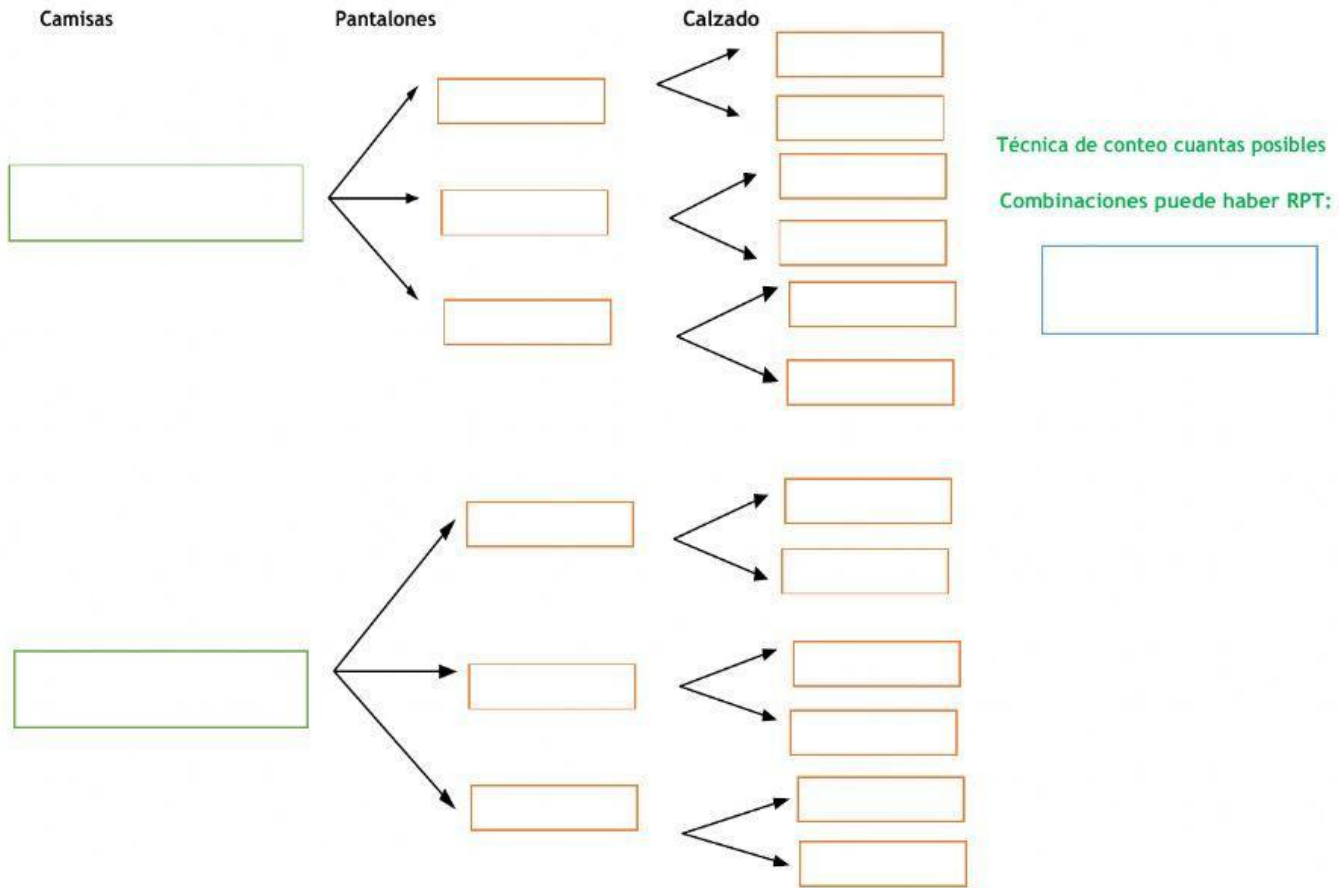 Camisas
Pantalones
Calzado
Técnica de conteo cuantas posibles
Combinaciones puede haber RPT: